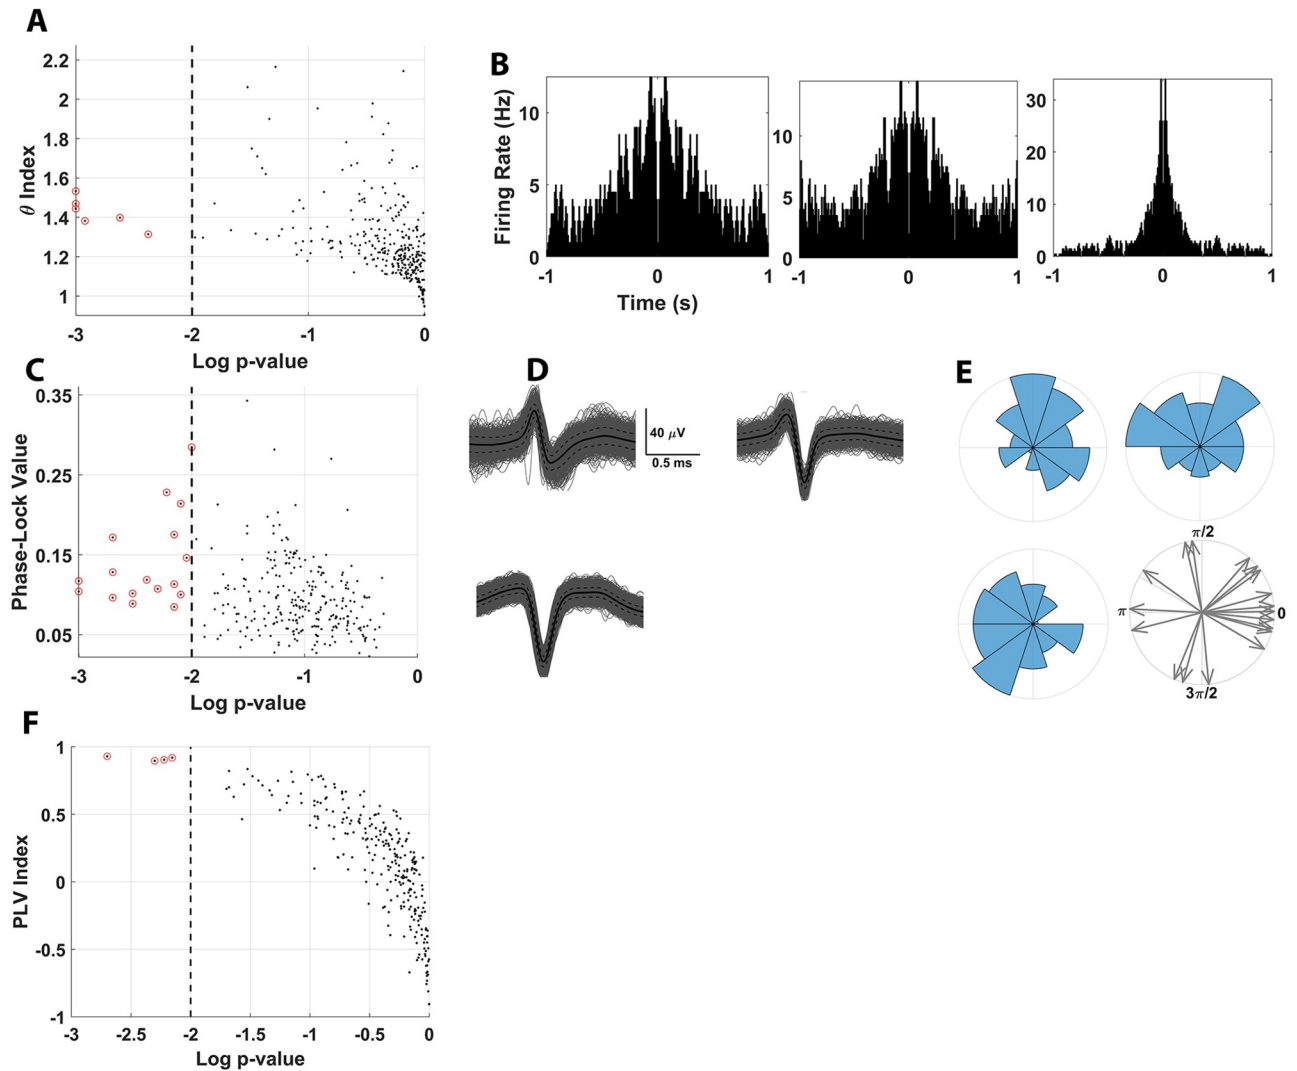 A
θ Index
2.2
2
1.8
1.6
1.4
1.2
1
-3
-2
-1
0
Log p-value
B
Firing Rate (Hz)
10
5
0
-1
0
1
10
5
0
-1
0
1
30
20
10
0
-1
0
1
Time (s)
C
Phase-Lock Value
0.35
0.25
0.15
0.05
-3
-2
-1
0
Log p-value
D
40 μV
0.5 ms
E
π/2
π
0
3π/2
F
PLV Index
1
0.5
0
-0.5
-1
-3
-2.5
-2
-1.5
-1
-0.5
0
Log p-value